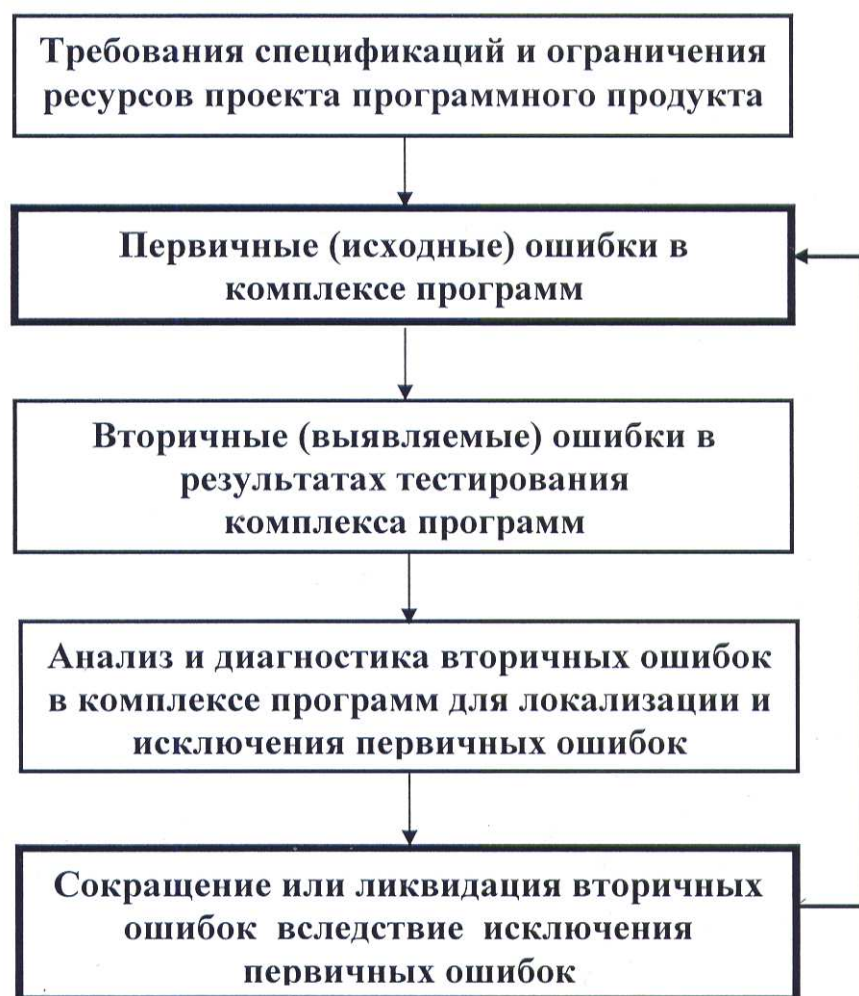 Требования спецификаций и ограничения
ресурсов проекта программного продукта
Первичные (исходные) ошибки в
комплексе программ
Вторичные (выявляемые) ошибки в
результатах тестирования
комплекса программ
Анализ и диагностика вторичных ошибок
в комплексе программ для локализации и
исключения первичных ошибок
Сокращение или ликвидация вторичных
ошибок вследствие исключения
первичных ошибок